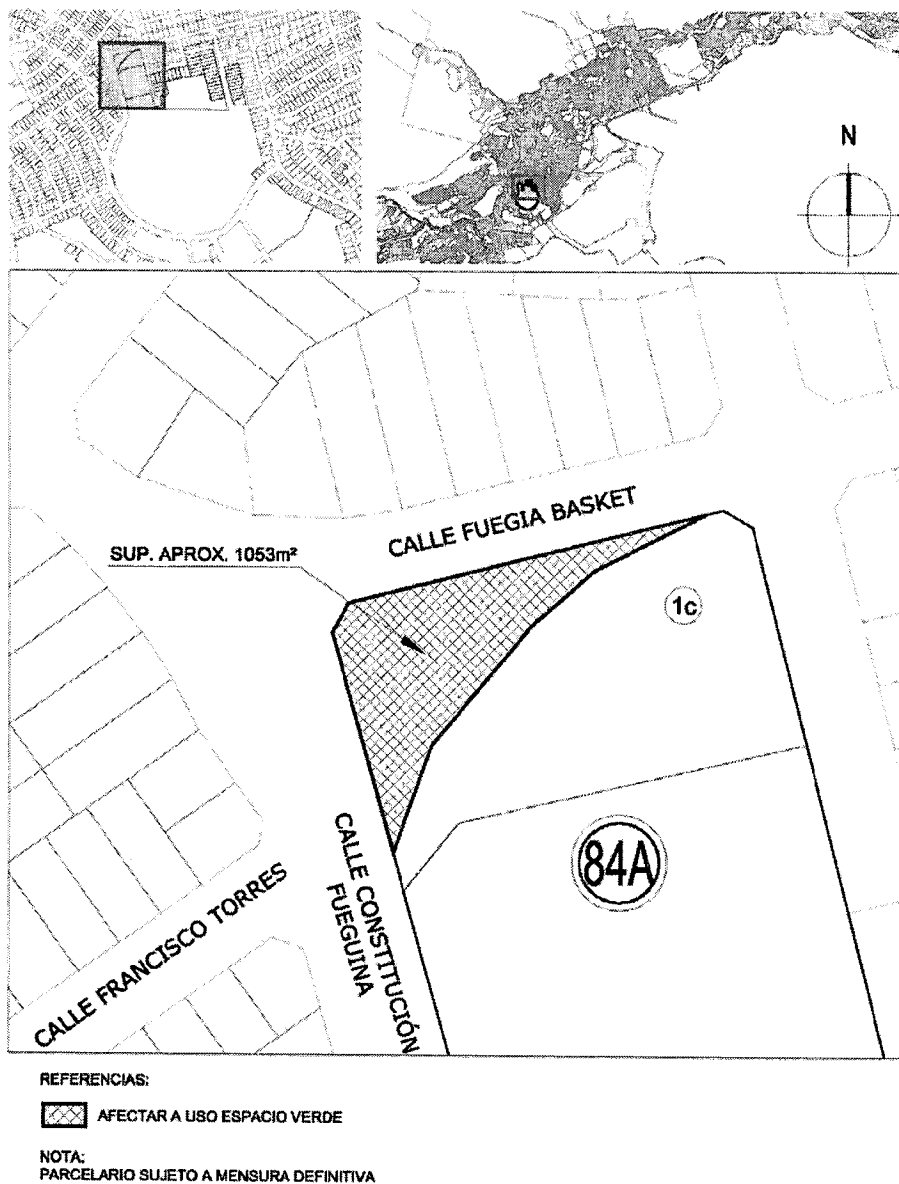 N
CALLE FUEGIA BASKET
SUP. APROX. 1053m²
1c
84A
CALLE CONSTITUCIÓN
FUEGUINA
CALLE FRANCISCO TORRES
REFERENCIAS:
AFECTAR A USO ESPACIO VERDE
NOTA:
PARCELARIO SUJETO A MENSURA DEFINITIVA